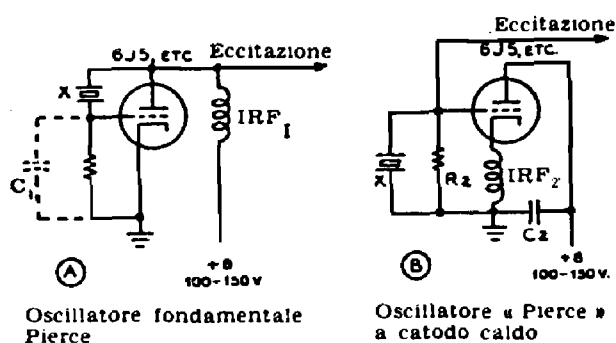 6J5, ETC
Eccitazione
X
IRF1
C1
A
+B
100-150 V
Oscillatore fondamentale
Pierce
Eccitazione
6J5, ETC.
X
R2
IRF2
C2
B
+B
100-150 V.
Oscillatore « Pierce »
a catodo caldo